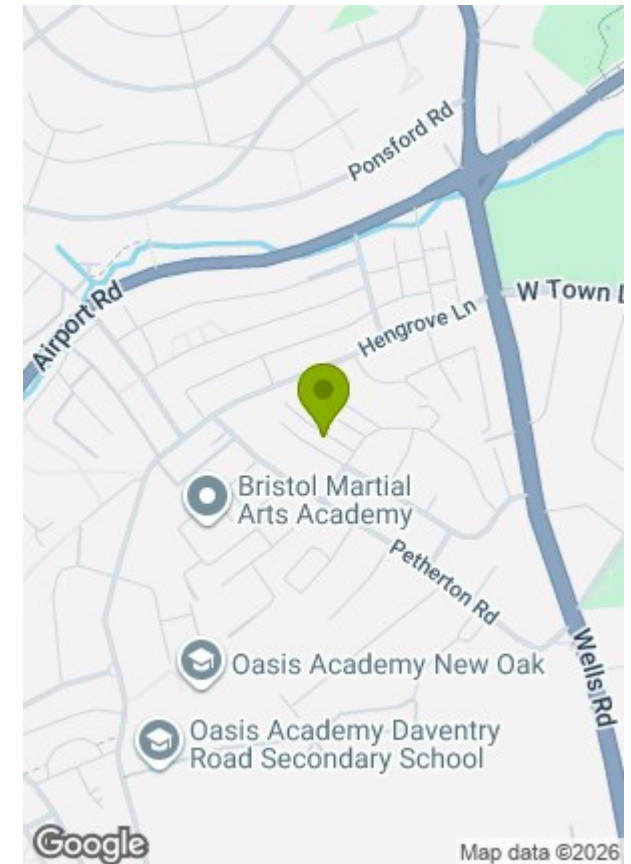 Ponsford Rd
Airport Rd
Hengrove Ln
W Town
Bristol Martial
Arts Academy
Petherton Rd
Oasis Academy New Oak
Wells Rd
Oasis Academy Daventry
Road Secondary School
Google
Map data ©2026